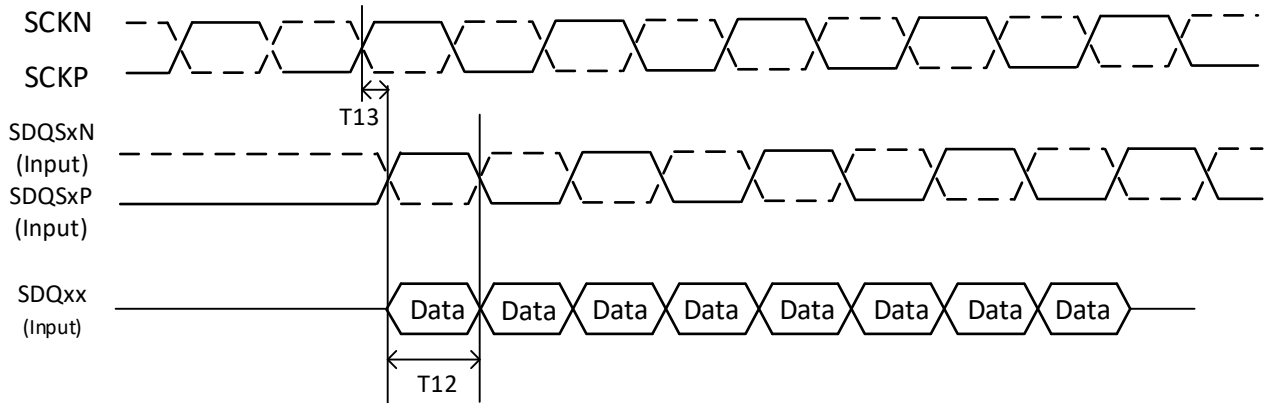 SCKN
SCKP
T13
SDQSxN
(Input)
SDQSxP
(Input)
SDQxx
(Input)
Data Data Data Data Data Data Data Data
T12